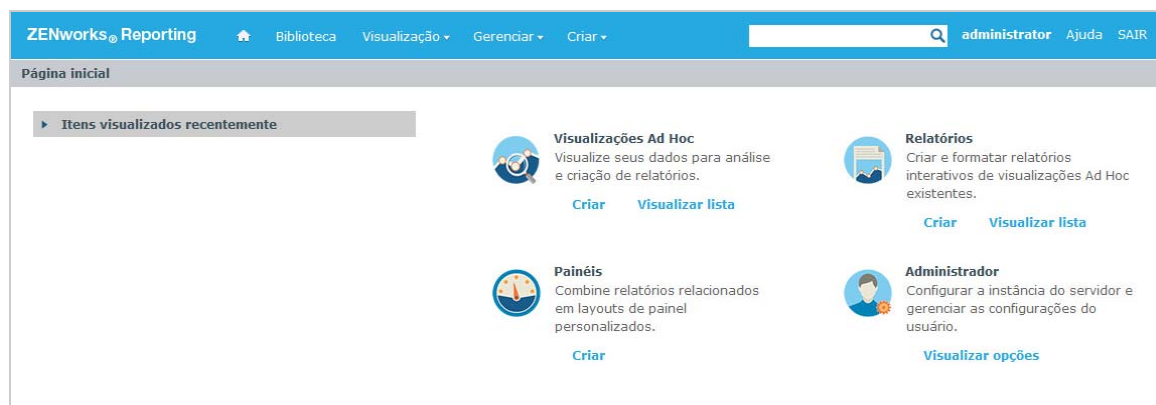 ZENworks® Reporting Biblioteca Visualização Gerenciar Criar administrator Ajuda SAIR
Página inicial
Itens visualizados recentemente
Visualizações Ad Hoc
Visualize seus dados para análise
e criação de relatórios.
Criar Visualizar lista
Relatórios
Criar e formatar relatórios
interativos de visualizações Ad Hoc
existentes.
Criar Visualizar lista
Painéis
Combine relatórios relacionados
em layouts de painel
personalizados.
Criar
Administrador
Configurar a instância do servidor e
gerenciar as configurações do
usuário.
Visualizar opções